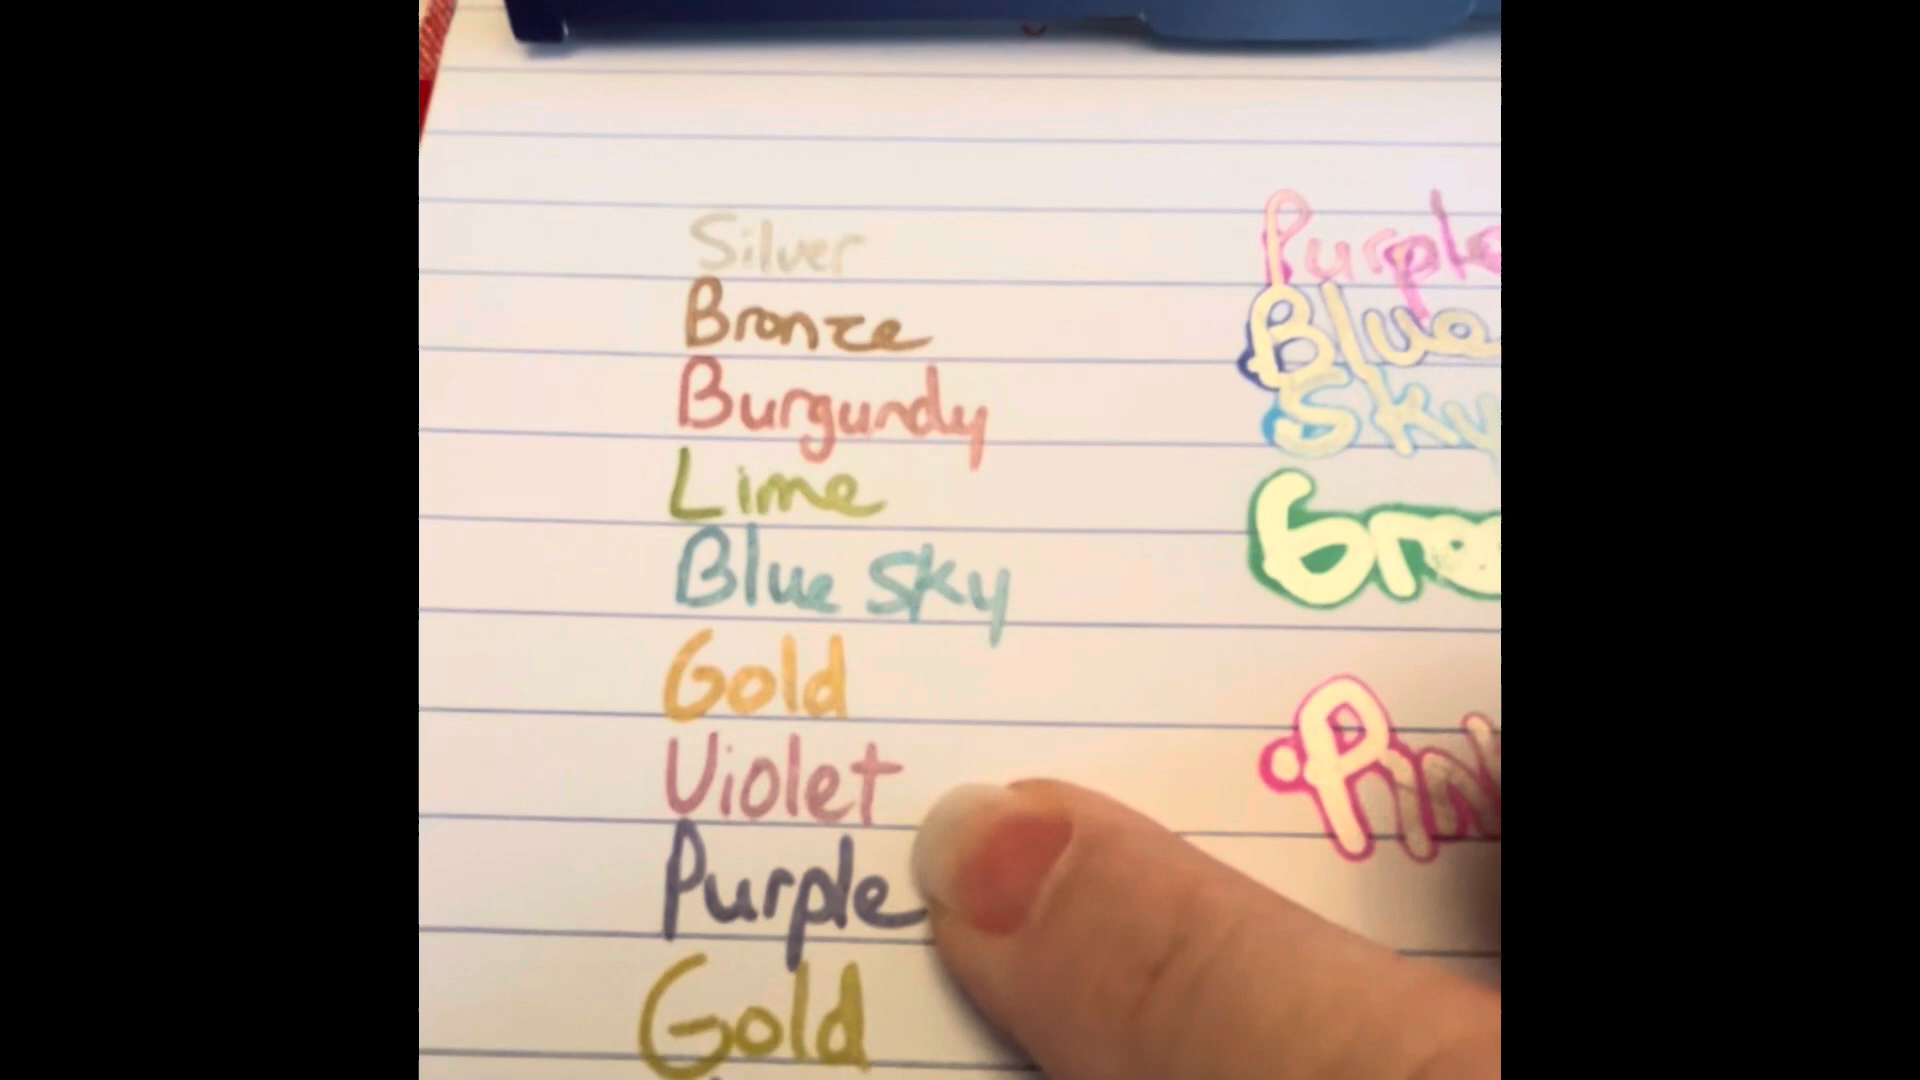 Silver
Bronze
Burgundy
Lime
Blue Sky
Gold
Violet
Purple
Gold
Purple
Blue
Sky